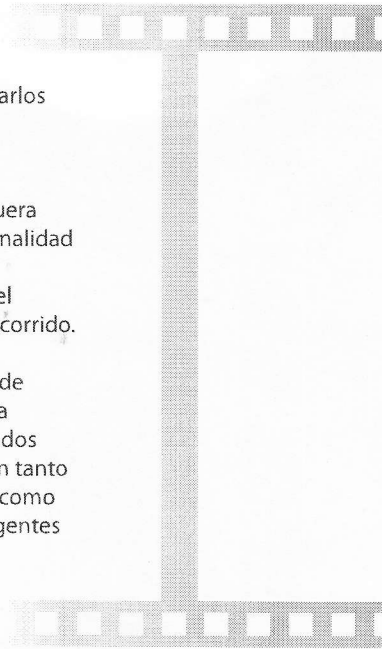 arlos
uera
nalidad
el
corrido.
de
a
dos
n tanto
como
gentes